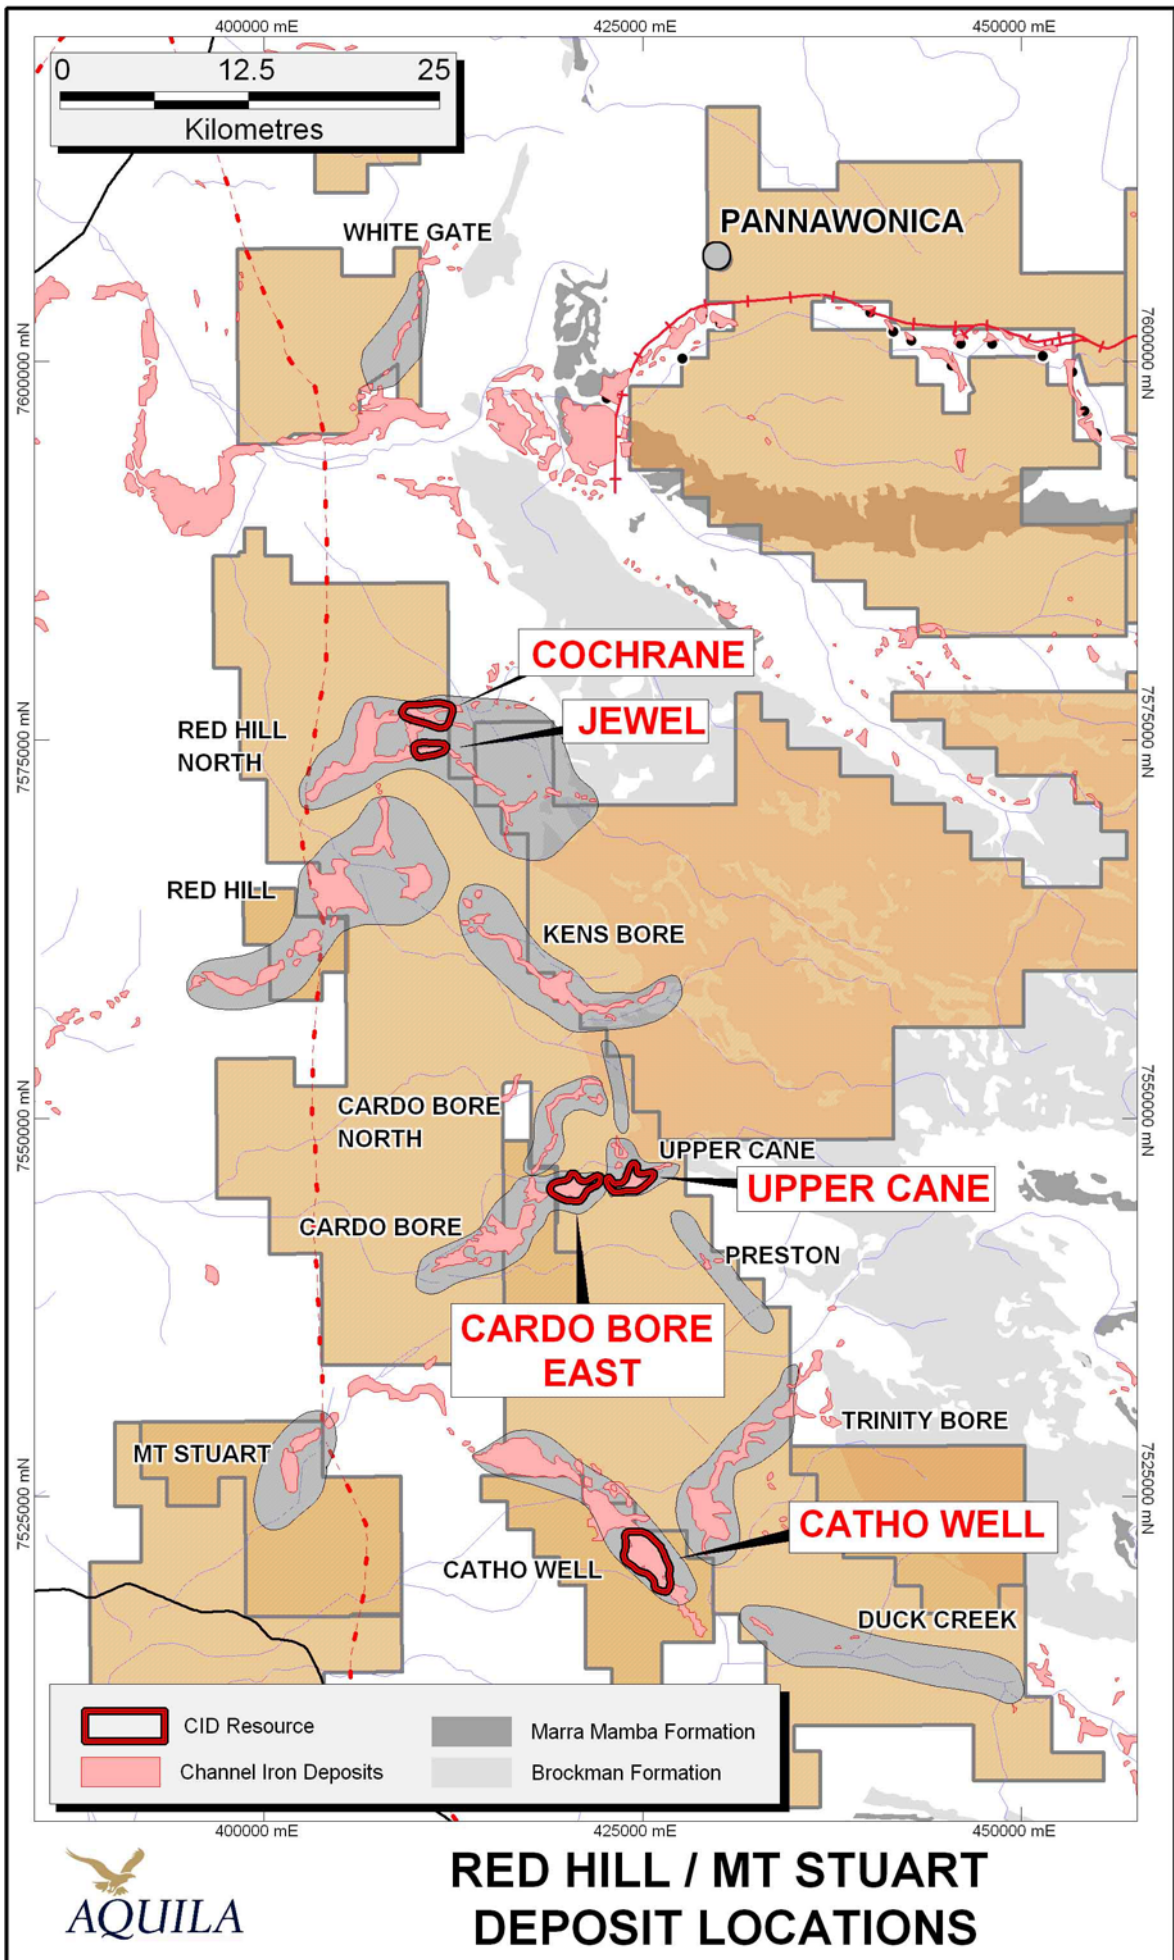 400000 mE
425000 mE
450000 mE
0 12.5 25
Kilometres
WHITE GATE
PANNAWONICA
7600000 mN
7600000 mN
COCHRANE
JEWEL
RED HILL
NORTH
7575000 mN
7575000 mN
RED HILL
KENS BORE
CARDO BORE
NORTH
7550000 mN
7550000 mN
UPPER CANE
UPPER CANE
CARDO BORE
PRESTON
CARDO BORE
EAST
TRINITY BORE
MT STUART
7525000 mN
7525000 mN
CATHO WELL
CATHO WELL
DUCK CREEK
CID Resource
Marra Mamba Formation
Channel Iron Deposits
Brockman Formation
400000 mE
425000 mE
450000 mE
AQUILA
RED HILL / MT STUART
DEPOSIT LOCATIONS